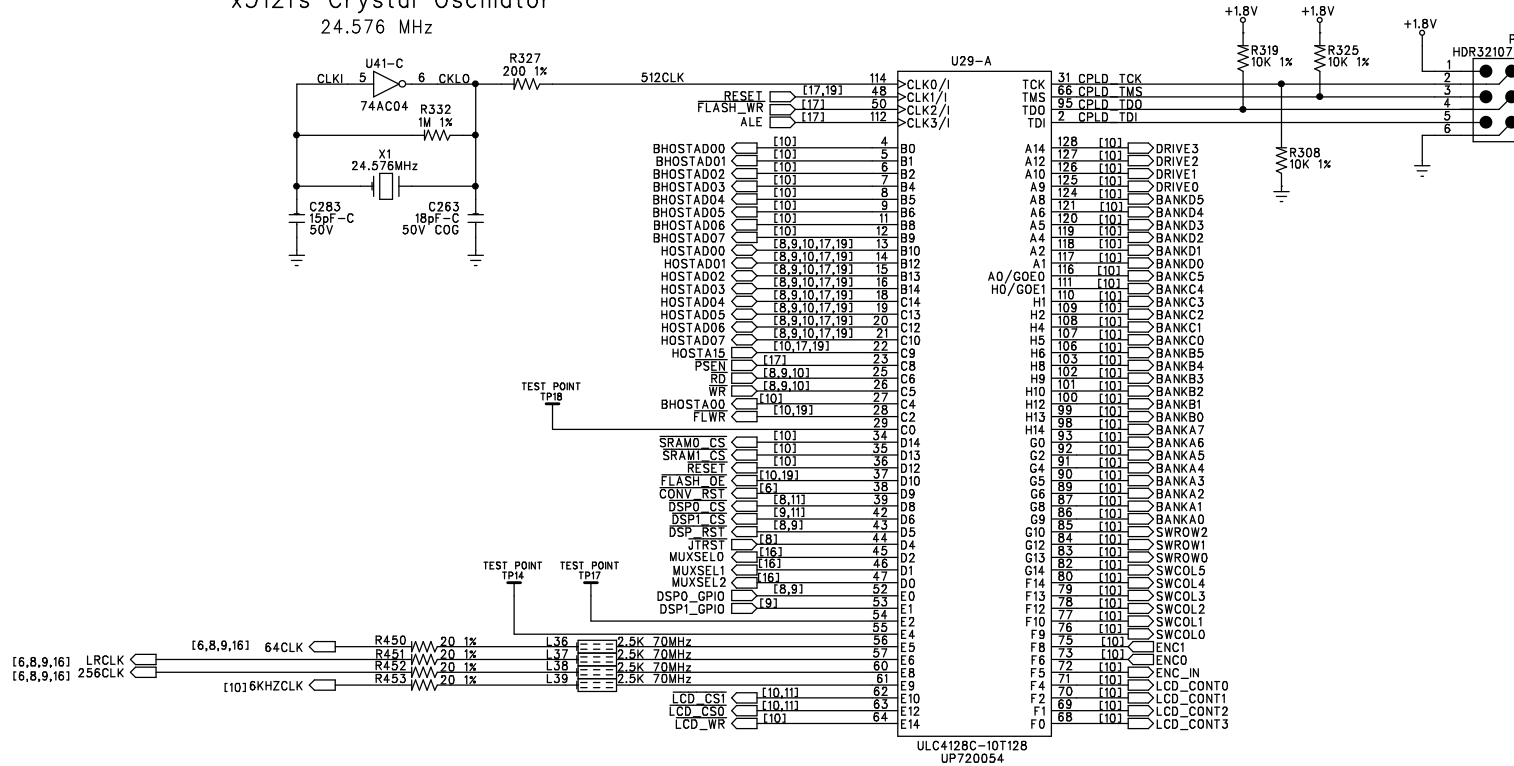 x512fs Crystal Oscillator
24.576 MHz
U41-C
CLKI 5 6 CKLO
74AC04
R327
200 1%
512CLK
R332
1M 1%
X1
24.576MHz
C283
15pF-C
50V
C263
18pF-C
50V COG
U29-A
114 >CLK0/I
RESET [17,19] 48 >CLK1/I
FLASH_WR [17] 50 >CLK2/I
ALE [17] 112 >CLK3/I
BHOSTAD00 [10] 4 B0
BHOSTAD01 [10] 5 B1
BHOSTAD02 [10] 6 B2
BHOSTAD03 [10] 7 B4
BHOSTAD04 [10] 8 B5
BHOSTAD05 [10] 9 B6
BHOSTAD06 [10] 11 B8
BHOSTAD07 [10] 12 B9
HOSTAD00 [8,9,10,17,19] 13 B10
HOSTAD01 [8,9,10,17,19] 14 B12
HOSTAD02 [8,9,10,17,19] 15 B13
HOSTAD03 [8,9,10,17,19] 16 B14
HOSTAD04 [8,9,10,17,19] 18 C14
HOSTAD05 [8,9,10,17,19] 19 C13
HOSTAD06 [8,9,10,17,19] 20 C12
HOSTAD07 [8,9,10,17,19] 21 C10
HOSTA15 [10,17,19] 22 C9
PSEN [17] 23 C8
RD [8,9,10] 25 C6
WR [8,9,10] 26 C5
BHOSTA00 [10] 27 C4
FLWR [10,19] 28 C2
TEST POINT
TP18
29 C0
SRAM0_CS [10] 34 D14
SRAM1_CS [10] 35 D13
RESET [10] 36 D12
FLASH_OE [10,19] 37 D10
CONV_RST [6] 38 D9
DSP0_CS [8,11] 39 D8
DSP1_CS [9,11] 42 D6
DSP_RST [8,9] 43 D5
JTRST [8] 44 D4
MUXSEL0 [16] 45 D2
MUXSEL1 [16] 46 D1
MUXSEL2 [16] 47 D0
DSP0_GPIO [8,9] 52 E0
DSP1_GPIO [9] 53 E1
TEST POINT
TP14
TEST POINT
TP17
54 E2
55 E4
[6,8,9,16] 64CLK R450 20 1% L36 2.5K 70MHz 56 E5
[6,8,9,16] LRCLK R451 20 1% L37 2.5K 70MHz 57 E6
[6,8,9,16] 256CLK R452 20 1% L38 2.5K 70MHz 60 E8
[10] 6KHZCLK R453 20 1% L39 2.5K 70MHz 61 E9
LCD_CS1 [10,11] 62 E10
LCD_CS0 [10,11] 63 E12
LCD_WR [10] 64 E14
TCK 31 CPLD_TCK
TMS 66 CPLD_TMS
TDO 95 CPLD_TDO
TDI 2 CPLD_TDI
A14 128 [10] DRIVE3
A12 127 [10] DRIVE2
A10 126 [10] DRIVE1
A9 125 [10] DRIVE0
A8 124 [10] BANKD5
A6 121 [10] BANKD4
A5 120 [10] BANKD3
A4 119 [10] BANKD2
A2 118 [10] BANKD1
A1 117 [10] BANKD0
A0/GOE0 116 [10] BANKC5
H0/GOE1 111 [10] BANKC4
H1 110 [10] BANKC3
H2 109 [10] BANKC2
H4 108 [10] BANKC1
H5 107 [10] BANKC0
H6 106 [10] BANKB5
H8 103 [10] BANKB4
H9 102 [10] BANKB3
H10 101 [10] BANKB2
H12 100 [10] BANKB1
H13 99 [10] BANKB0
H14 98 [10] BANKA7
G0 93 [10] BANKA6
G2 92 [10] BANKA5
G4 91 [10] BANKA4
G5 90 [10] BANKA3
G6 89 [10] BANKA2
G8 87 [10] BANKA1
G9 86 [10] BANKA0
G10 85 [10] SWROW2
G12 84 [10] SWROW1
G13 83 [10] SWROW0
G14 82 [10] SWCOL5
F14 80 [10] SWCOL4
F13 79 [10] SWCOL3
F12 78 [10] SWCOL2
F10 77 [10] SWCOL1
F9 76 [10] SWCOL0
F8 75 [10] ENC1
F6 73 [10] ENC0
F5 72 [10] ENC_IN
F4 71 [10] LCD_CONT0
F2 70 [10] LCD_CONT1
F1 69 [10] LCD_CONT2
F0 68 [10] LCD_CONT3
ULC4128C-10T128
UP720054
+1.8V
R319
10K 1%
+1.8V
R325
10K 1%
R308
10K 1%
+1.8V
HDR32107
1
2
3
4
5
6